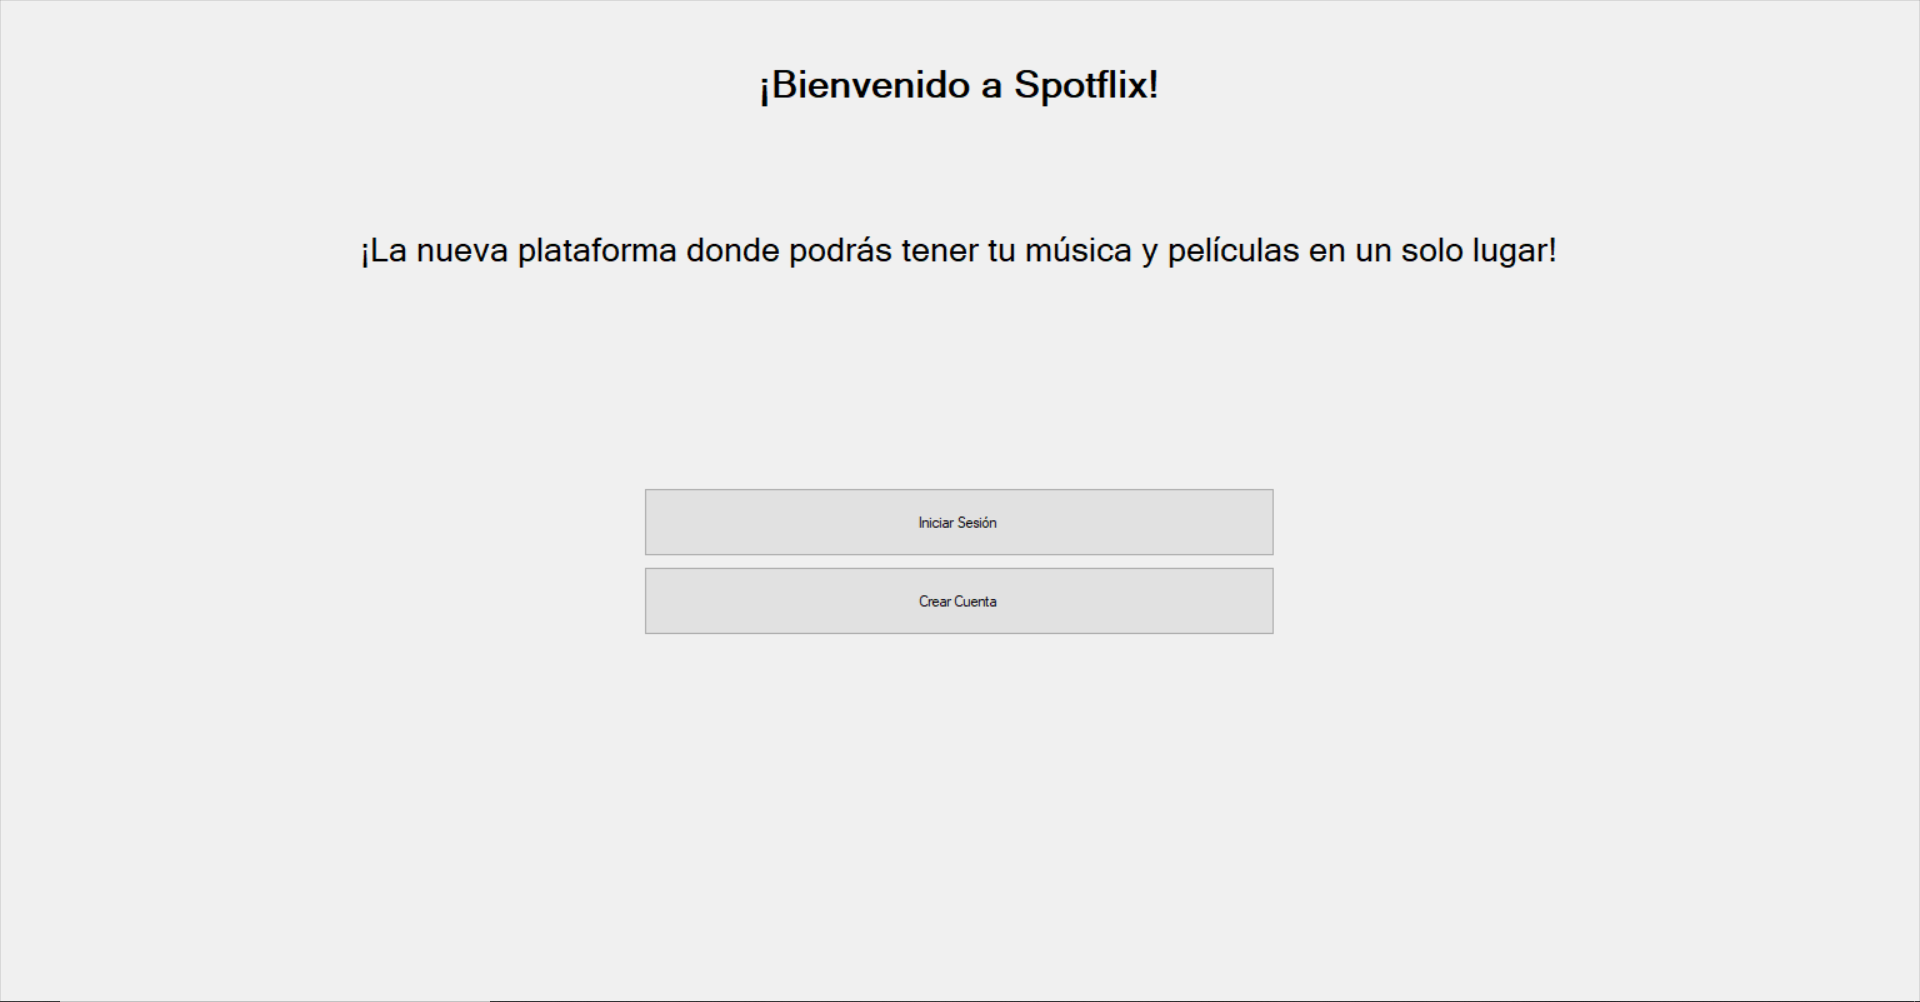 ¡Bienvenido a Spotflix!
¡La nueva plataforma donde podrás tener tu música y películas en un solo lugar!
Iniciar Sesión
Crear Cuenta